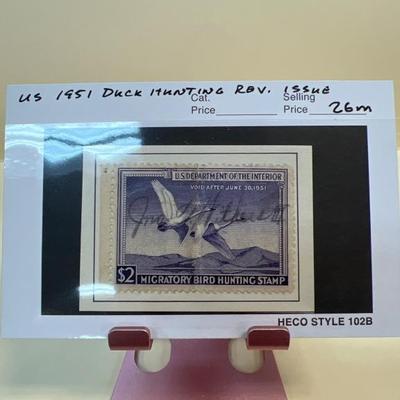 US 1951 DUCK HUNTING REV. ISSUE
Cat. Selling
Price Price 26m
U.S. DEPARTMENT OF THE INTERIOR
VOID AFTER JUNE 30, 1951
$2 MIGRATORY BIRD HUNTING STAMP
HECO STYLE 102B